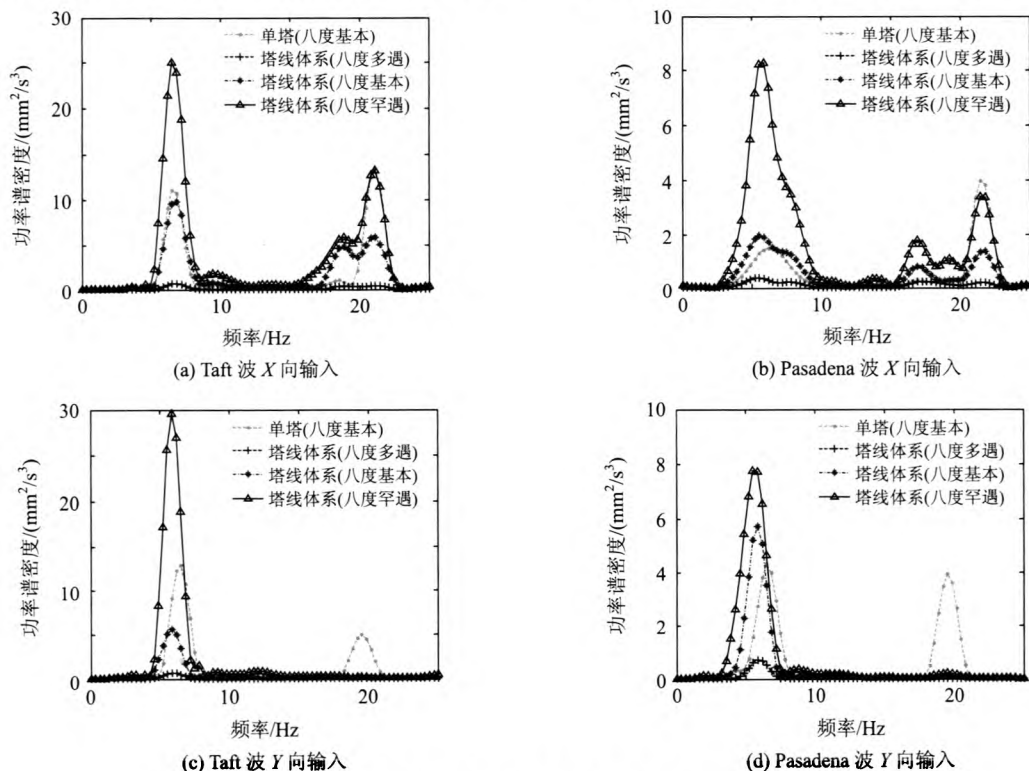 30
20
10
0
0
10
20
功率谱密度/(mm²/s³)
单塔(八度基本)
塔线体系(八度多遇)
塔线体系(八度基本)
塔线体系(八度罕遇)
频率/Hz
(a) Taft 波 X 向输入
10
8
6
4
2
0
0
10
20
功率谱密度/(mm²/s³)
单塔(八度基本)
塔线体系(八度多遇)
塔线体系(八度基本)
塔线体系(八度罕遇)
频率/Hz
(b) Pasadena 波 X 向输入
30
20
10
0
0
10
20
功率谱密度/(mm²/s³)
单塔(八度基本)
塔线体系(八度多遇)
塔线体系(八度基本)
塔线体系(八度罕遇)
频率/Hz
(c) Taft 波 Y 向输入
10
8
6
4
2
0
0
10
20
功率谱密度/(mm²/s³)
单塔(八度基本)
塔线体系(八度多遇)
塔线体系(八度基本)
塔线体系(八度罕遇)
频率/Hz
(d) Pasadena 波 Y 向输入